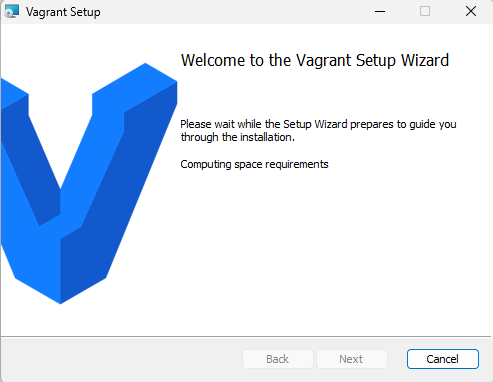 Vagrant Setup
Welcome to the Vagrant Setup Wizard
Please wait while the Setup Wizard prepares to guide you
through the installation.
Computing space requirements
Back
Next
Cancel